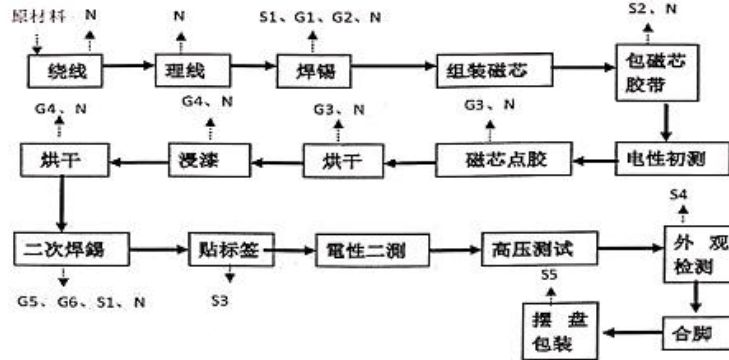 原材料 N
N
S1、G1、G2、N
S2、N
绕线
理线
焊锡
组装磁芯
包磁芯
胶带
G4、N
G4、N
G3、N
G3、N
烘干
浸漆
烘干
磁芯点胶
电性初测
S4
二次焊錫
贴标签
電性二测
高压测试
外 观
检测
G5、G6、S1、N
S3
S5
摆 盘
包装
合脚